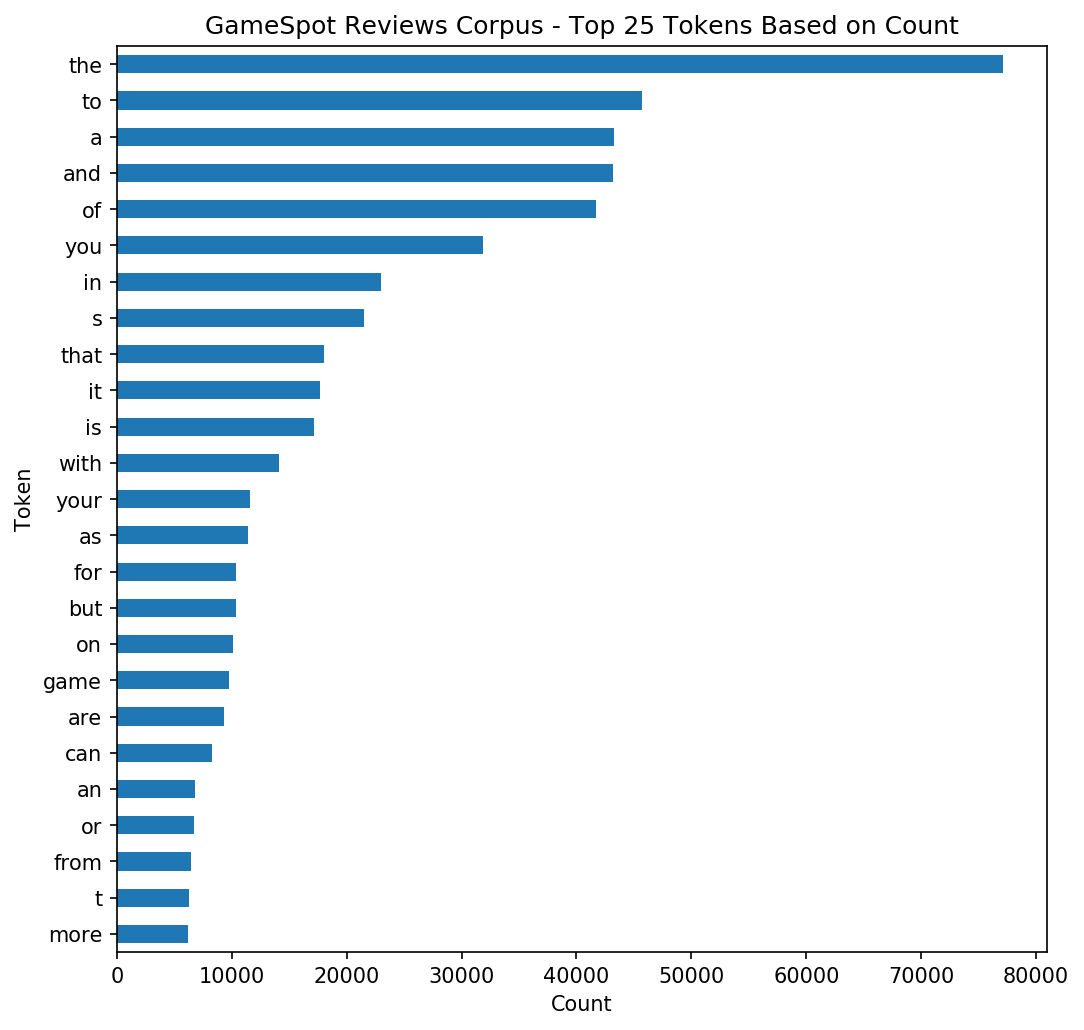 GameSpot Reviews Corpus - Top 25 Tokens Based on Count
the
to
a
and
of
you
in
s
that
it
is
with
your
as
for
but
on
game
are
can
an
or
from
t
more
Token
0 10000 20000 30000 40000 50000 60000 70000 80000
Count